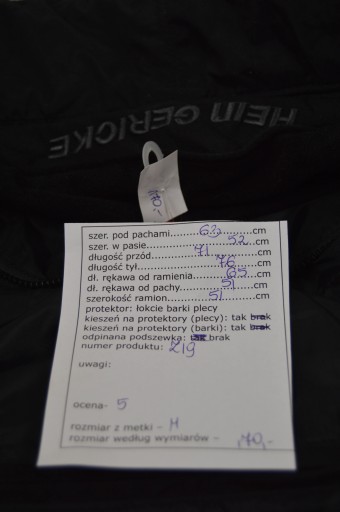 HEIN GERICKE
170,-
szer. pod pachami............63............cm
szer. w pasie......................52.......cm
długość przód............71............cm
długość tył....................76.........cm
dł. rękawa od ramienia.......65.....cm
dł. rękawa od pachy..........51.......cm
szerokość ramion...........51........cm
protektor: łokcie barki plecy
kieszeń na protektory (plecy): tak brak
kieszeń na protektory (barki): tak brak
odpinana podszewka: tak brak
numer produktu: 219
uwagi:
ocena- 5
rozmiar z metki - M
rozmiar według wymiarów -